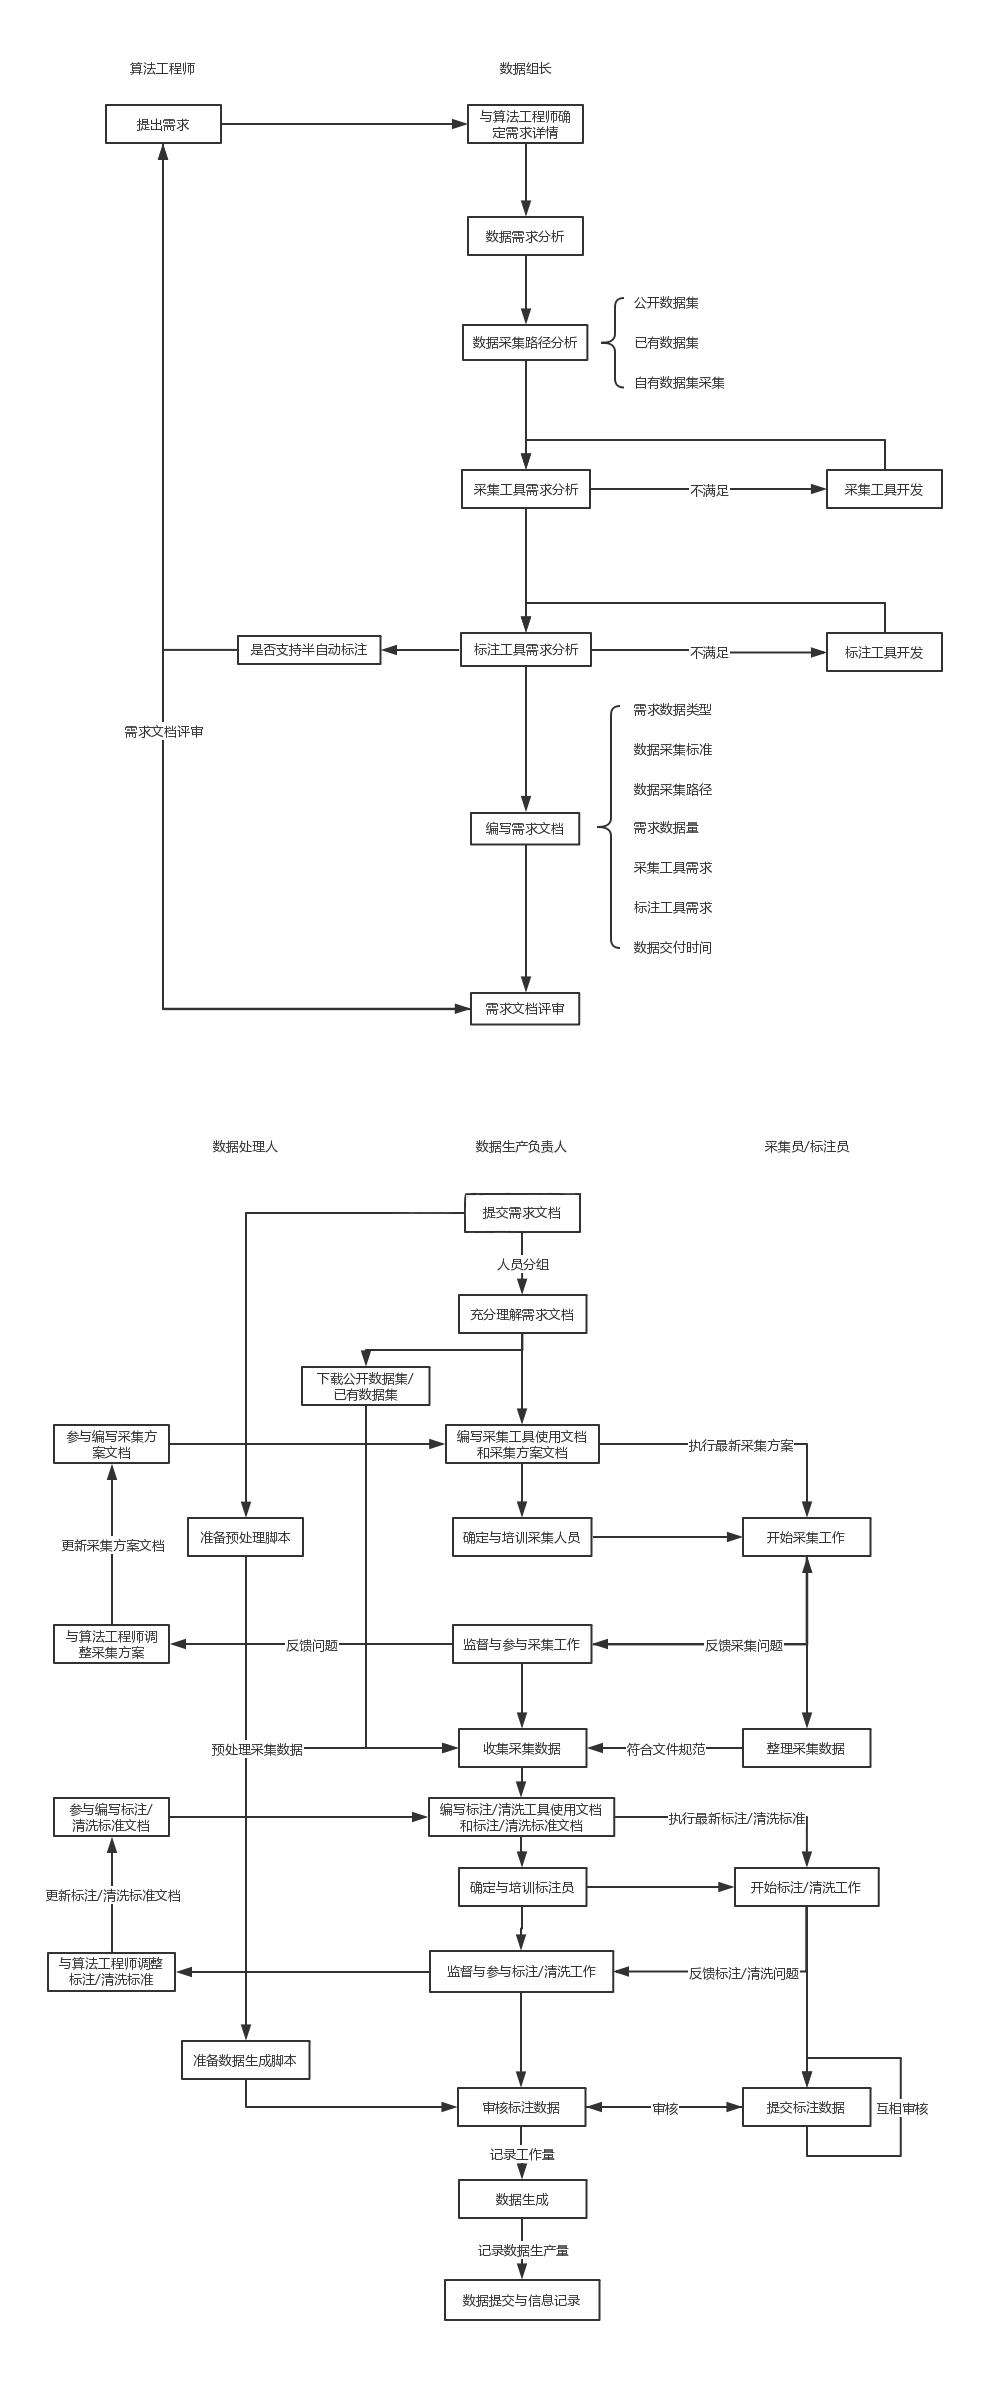 算法工程师
数据组长
提出需求
与算法工程师确
定需求详情
数据需求分析
数据采集路径分析
公开数据集
已有数据集
自有数据集采集
采集工具需求分析
不满足
采集工具开发
是否支持半自动标注
标注工具需求分析
不满足
标注工具开发
需求文档评审
编写需求文档
需求数据类型
数据采集标准
数据采集路径
需求数据量
采集工具需求
标注工具需求
数据交付时间
需求文档评审
数据处理人
数据生产负责人
采集员/标注员
提交需求文档
人员分组
充分理解需求文档
下载公开数据集/
已有数据集
参与编写采集方
案文档
编写采集工具使用文档
和采集方案文档
执行最新采集方案
更新采集方案文档
准备预处理脚本
确定与培训采集人员
开始采集工作
与算法工程师调
整采集方案
反馈问题
监督与参与采集工作
反馈采集问题
预处理采集数据
收集采集数据
符合文件规范
整理采集数据
参与编写标注/
清洗标准文档
编写标注/清洗工具使用文档
和标注/清洗标准文档
执行最新标注/清洗标准
更新标注/清洗标准文档
确定与培训标注员
开始标注/清洗工作
与算法工程师调整
标注/清洗标准
监督与参与标注/清洗工作
反馈标注/清洗问题
准备数据生成脚本
审核标注数据
审核
提交标注数据
互相审核
记录工作量
数据生成
记录数据生产量
数据提交与信息记录